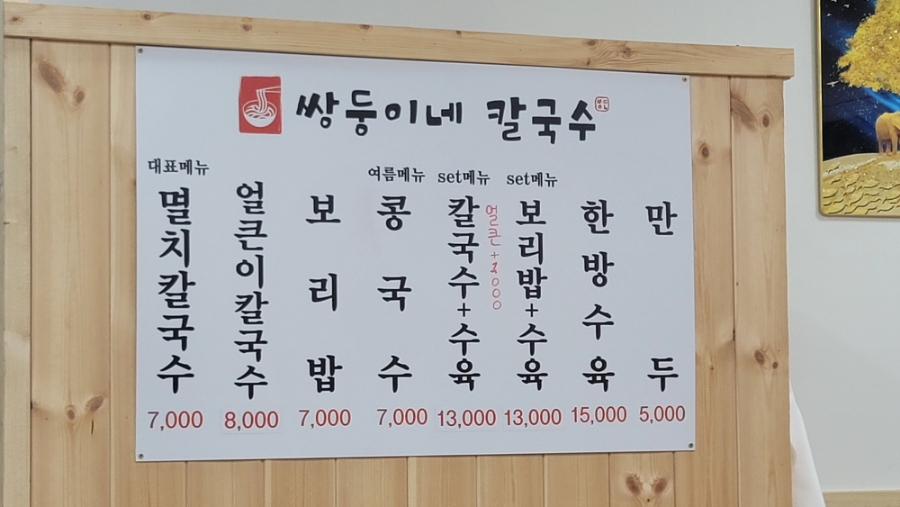 쌍둥이네 칼국수
대표메뉴
멸치칼국수
7,000
얼큰이칼국수
8,000
보리밥
7,000
여름메뉴
콩국수
7,000
set메뉴
칼국수+수육
얼큰+1000
13,000
set메뉴
보리밥+수육
13,000
한방수육
15,000
만두
5,000